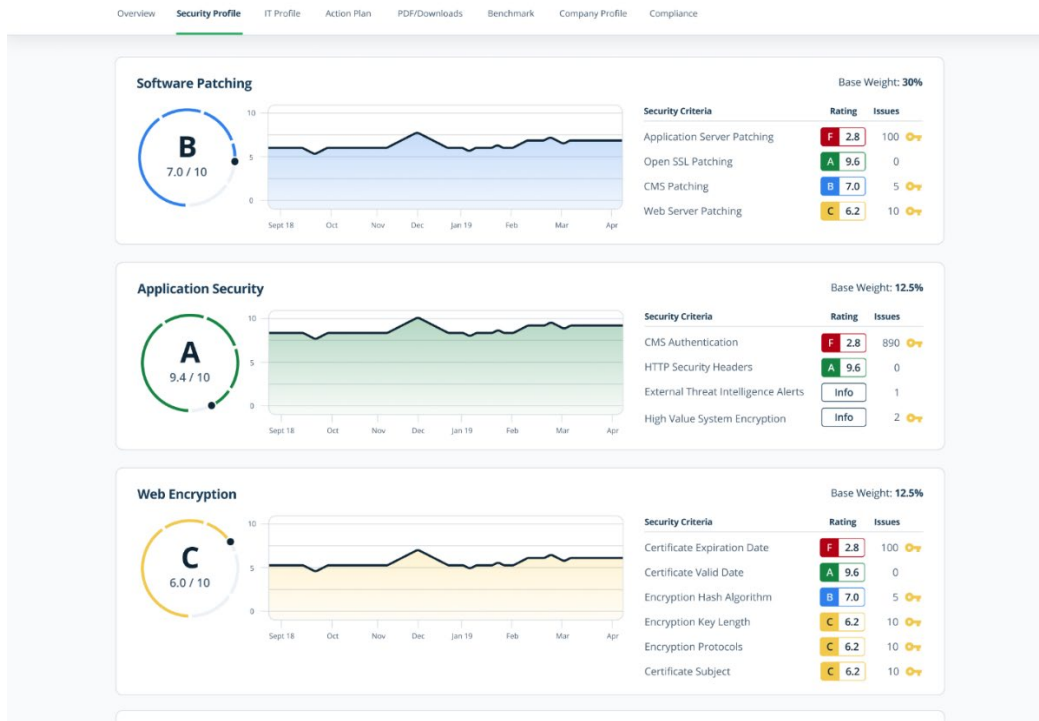 Overview Security Profile IT Profile Action Plan PDF/Downloads Benchmark Company Profile Compliance
Software Patching
Base Weight: 30%
B
7.0 / 10
10
5
0
Sept 18 Oct Nov Dec Jan 19 Feb Mar Apr
Security Criteria Rating Issues
Application Server Patching F 2.8 100
Open SSL Patching A 9.6 0
CMS Patching B 7.0 5
Web Server Patching C 6.2 10
Application Security
Base Weight: 12.5%
A
9.4 / 10
10
5
0
Sept 18 Oct Nov Dec Jan 19 Feb Mar Apr
Security Criteria Rating Issues
CMS Authentication F 2.8 890
HTTP Security Headers A 9.6 0
External Threat Intelligence Alerts Info 1
High Value System Encryption Info 2
Web Encryption
Base Weight: 12.5%
C
6.0 / 10
10
5
0
Sept 18 Oct Nov Dec Jan 19 Feb Mar Apr
Security Criteria Rating Issues
Certificate Expiration Date F 2.8 100
Certificate Valid Date A 9.6 0
Encryption Hash Algorithm B 7.0 5
Encryption Key Length C 6.2 10
Encryption Protocols C 6.2 10
Certificate Subject C 6.2 10